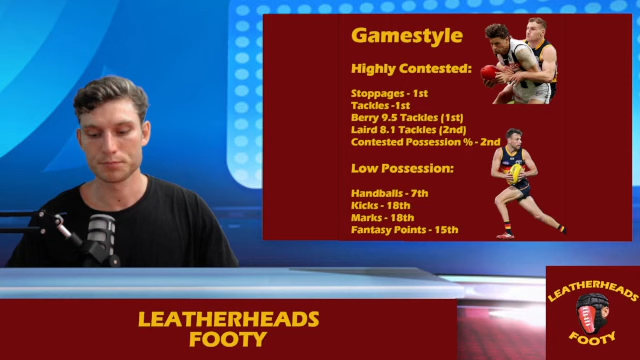 Gamestyle
Highly Contested:
Stoppages - 1st
Tackles -1st
Berry 9.5 Tackles (1st)
Laird 8.1 Tackles (2nd)
Contested Possession % - 2nd
Low Possession:
Handballs - 7th
Kicks - 18th
Marks - 18th
Fantasy Points - 15th
LEATHERHEADS
FOOTY
LEATHERHEADS
FOOTY